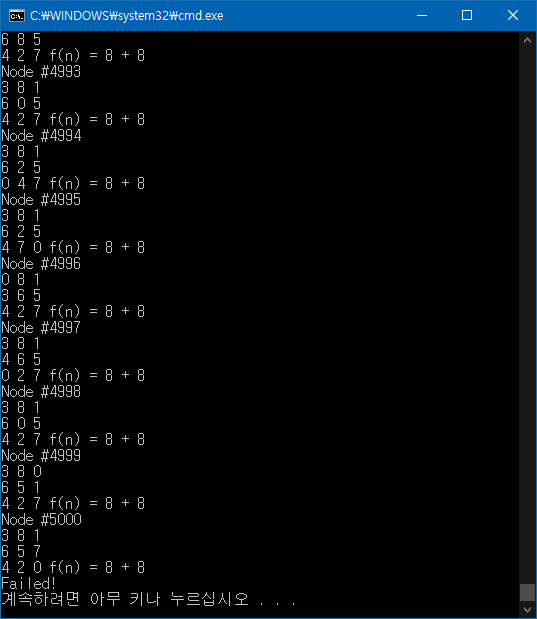 C:₩WINDOWS₩system32₩cmd.exe
6 8 5
4 2 7 f(n) = 8 + 8
Node #4993
3 8 1
6 0 5
4 2 7 f(n) = 8 + 8
Node #4994
3 8 1
6 2 5
0 4 7 f(n) = 8 + 8
Node #4995
3 8 1
6 2 5
4 7 0 f(n) = 8 + 8
Node #4996
0 8 1
3 6 5
4 2 7 f(n) = 8 + 8
Node #4997
3 8 1
4 6 5
0 2 7 f(n) = 8 + 8
Node #4998
3 8 1
6 0 5
4 2 7 f(n) = 8 + 8
Node #4999
3 8 0
6 5 1
4 2 7 f(n) = 8 + 8
Node #5000
3 8 1
6 5 7
4 2 0 f(n) = 8 + 8
Failed!
계속하려면 아무 키나 누르십시오 . . .